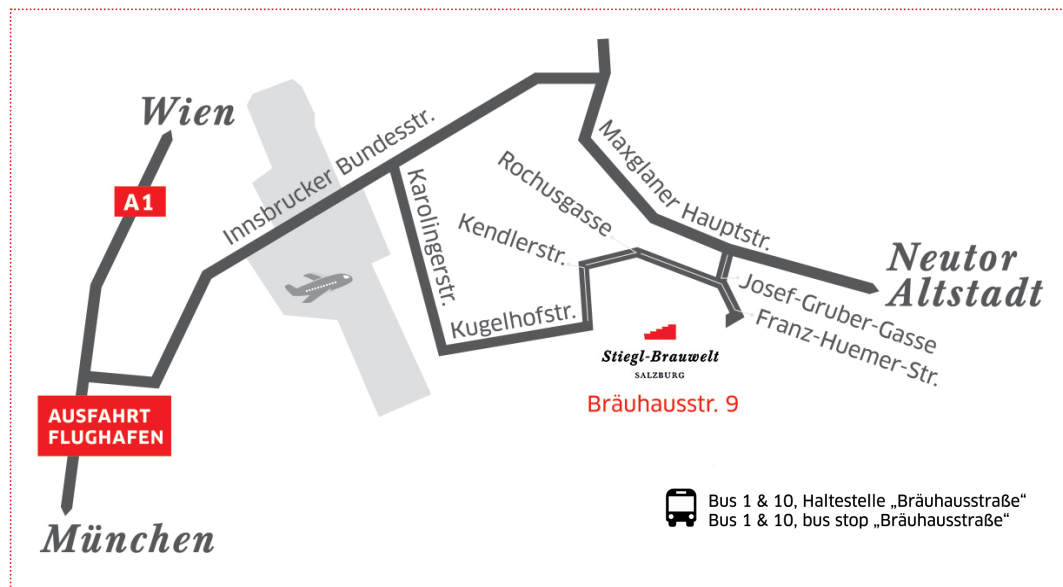 Wien
A1
Innsbrucker Bundesstr.
Karolingerstr.
Maxglaner Hauptstr.
Rochusgasse
Kendlerstr.
Kugelhofstr.
Neutor
Altstadt
Josef-Gruber-Gasse
Franz-Huemer-Str.
Stiegl-Brauwelt
SALZBURG
Bräuhausstr. 9
AUSFAHRT
FLUGHAFEN
München
Bus 1 & 10, Haltestelle „Bräuhausstraße“
Bus 1 & 10, bus stop „Bräuhausstraße“